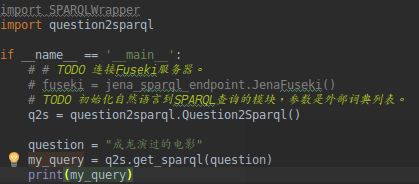 import SPARQLWrapper
import question2sparql
if __name__ == '__main__':
# # TODO 连接Fuseki服务器。
# fuseki = jena_sparql_endpoint.JenaFuseki()
# TODO 初始化自然语言到SPARQL查询的模块，参数是外部词典列表。
q2s = question2sparql.Question2Sparql()
question = "成龙演过的电影"
my_query = q2s.get_sparql(question)
print(my_query)